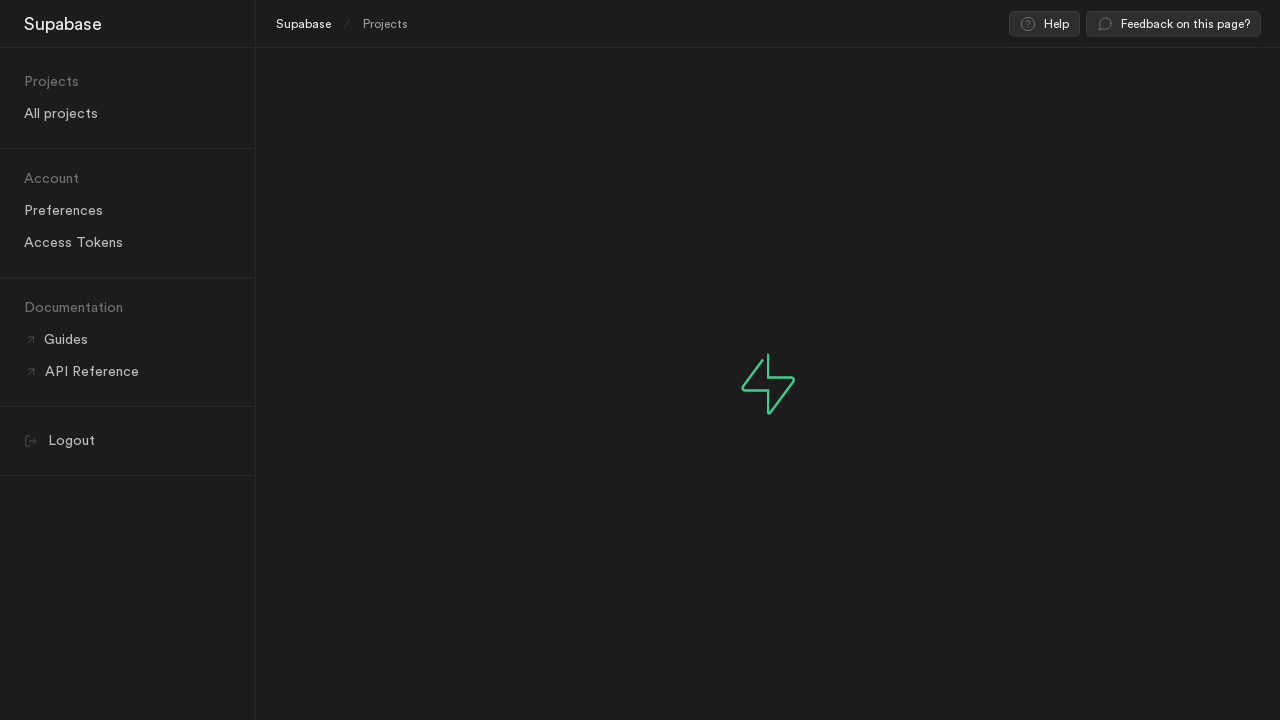 Supabase
Supabase / Projects
Help
Feedback on this page?
Projects
All projects
Account
Preferences
Access Tokens
Documentation
Guides
API Reference
Logout